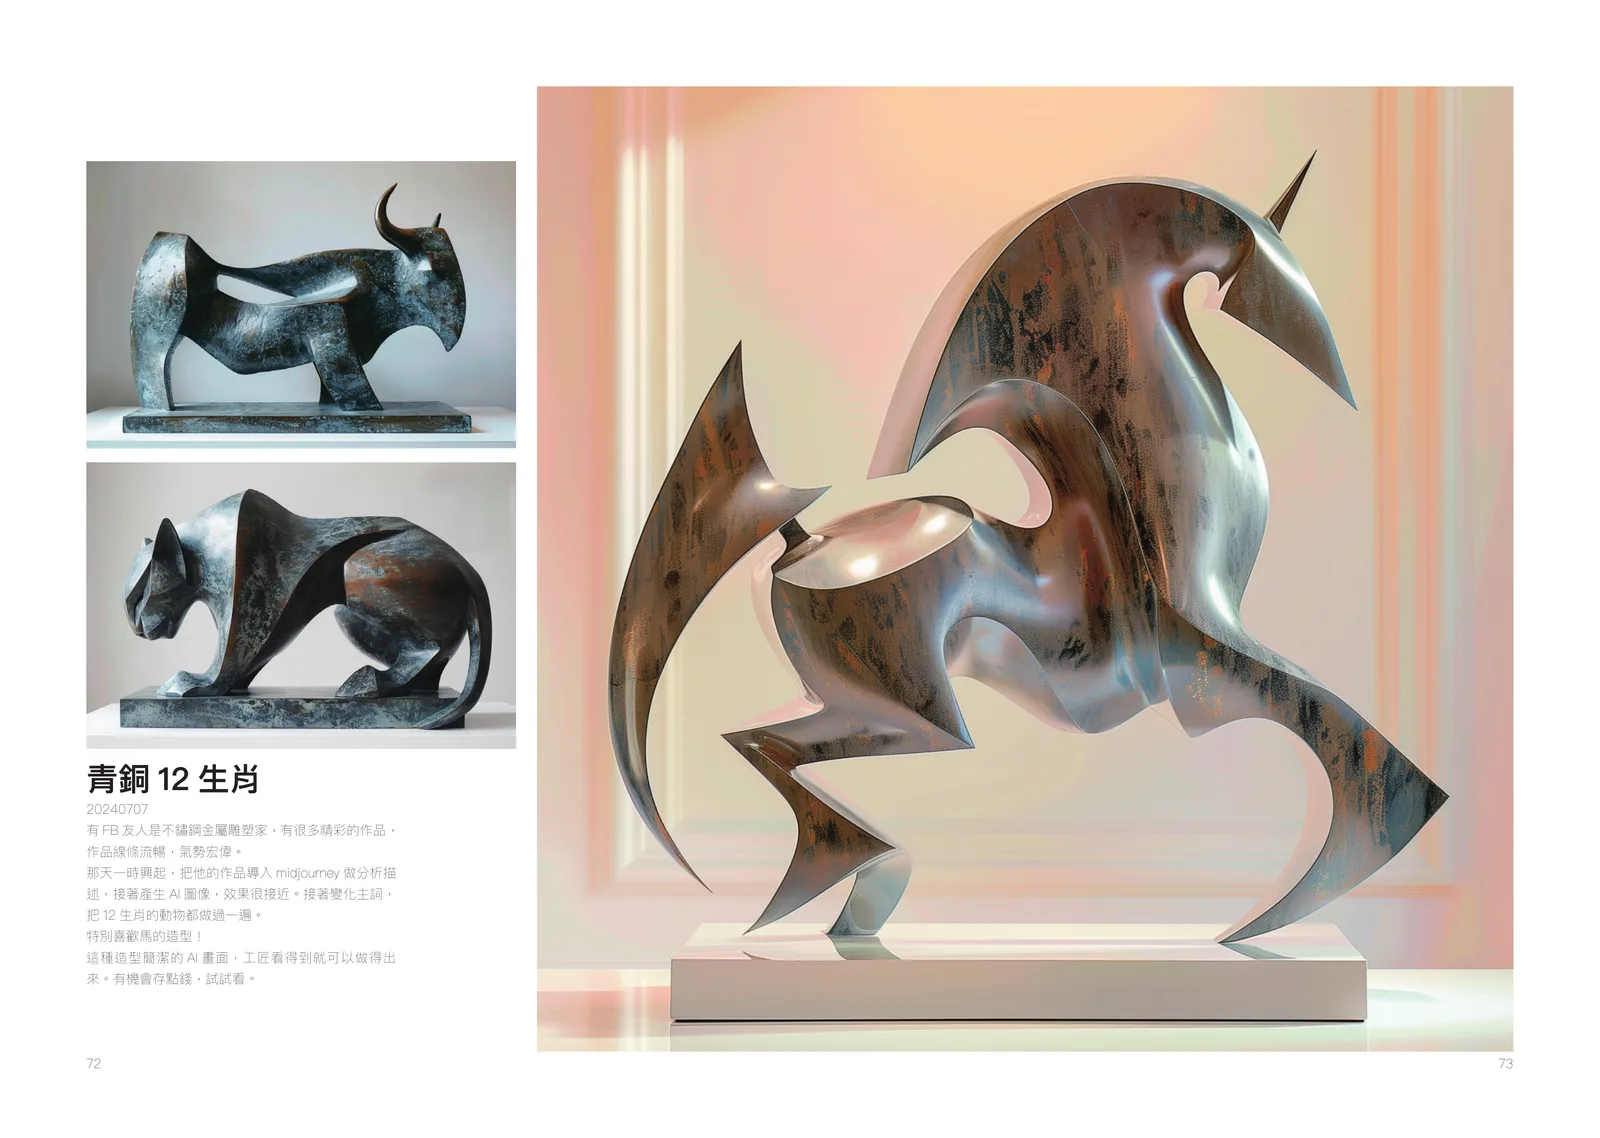 青銅 12 生肖
20240707
有 FB 友人是不鏽鋼金屬雕塑家，有很多精彩的作品，
作品線條流暢，氣勢宏偉。
那天一時興起，把他的作品導入 midjourney 做分析描
述，接著產生 AI 圖像，效果很接近。接著變化主詞，
把 12 生肖的動物都做過一遍。
特別喜歡馬的造型！
這種造型簡潔的 AI 畫面，工匠看得到就可以做得出
來。有機會存點錢，試試看。
72
73